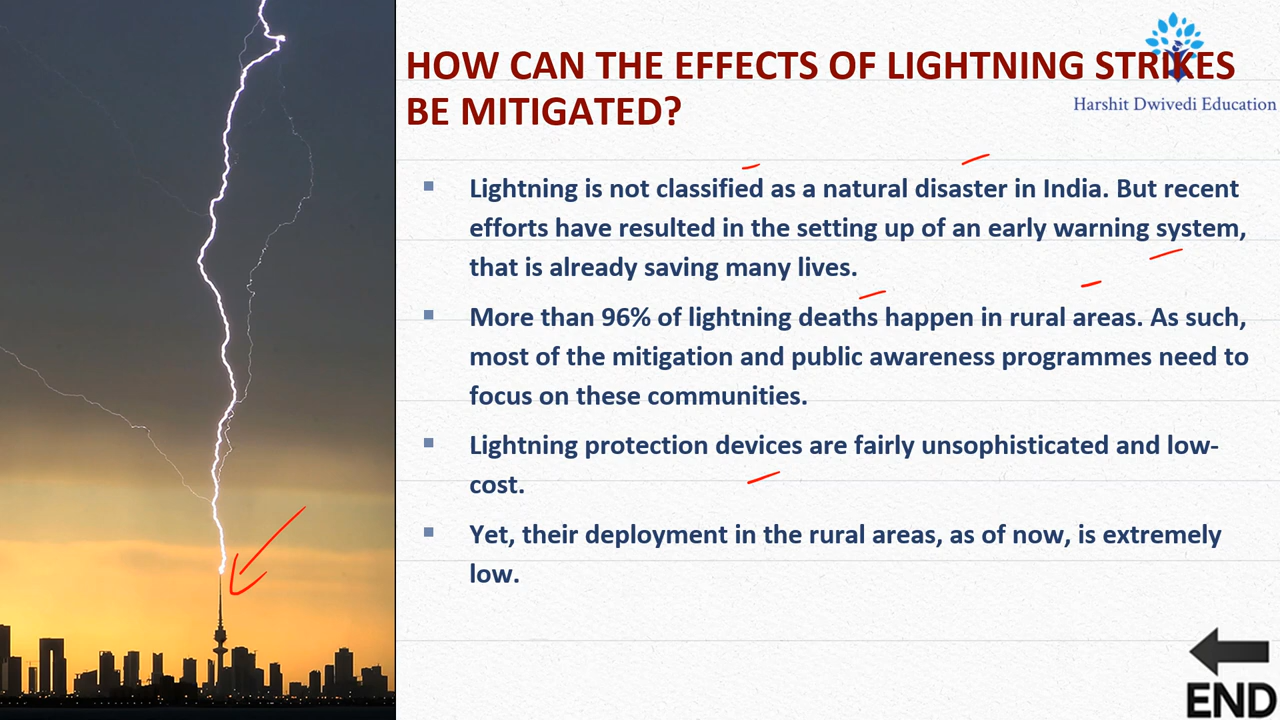 HOW CAN THE EFFECTS OF LIGHTNING STRIKES
BE MITIGATED?
Harshit Dwivedi Education
▪ Lightning is not classified as a natural disaster in India. But recent
efforts have resulted in the setting up of an early warning system,
that is already saving many lives.
▪ More than 96% of lightning deaths happen in rural areas. As such,
most of the mitigation and public awareness programmes need to
focus on these communities.
▪ Lightning protection devices are fairly unsophisticated and low-
cost.
▪ Yet, their deployment in the rural areas, as of now, is extremely
low.
END